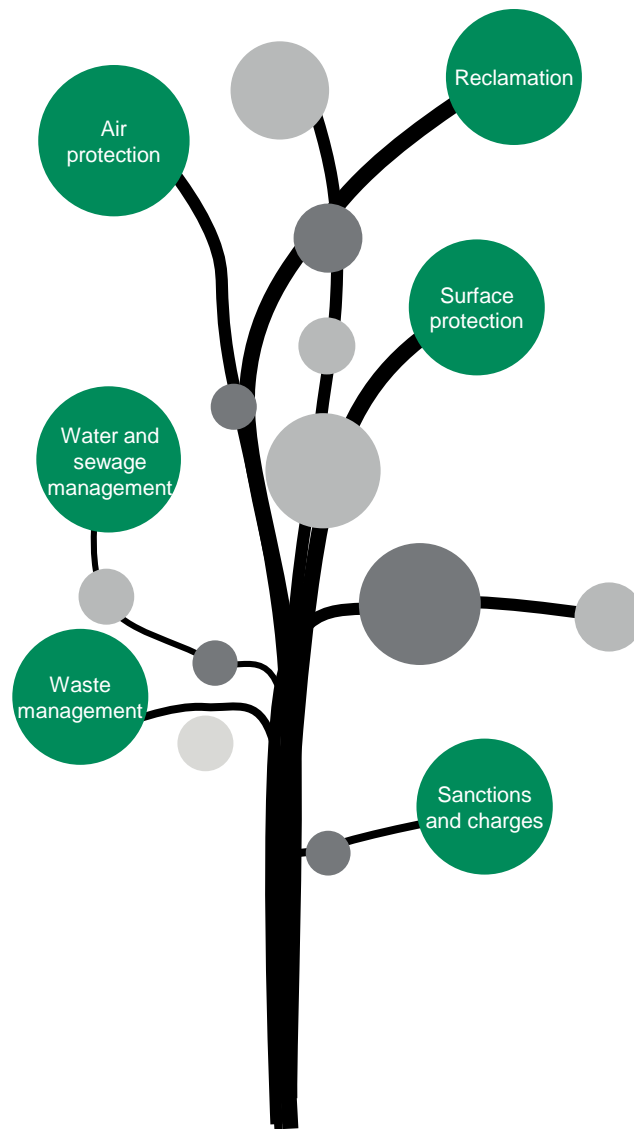 Reclamation
Air
protection
Surface
protection
Water and
sewage
management
Waste
management
Sanctions
and charges